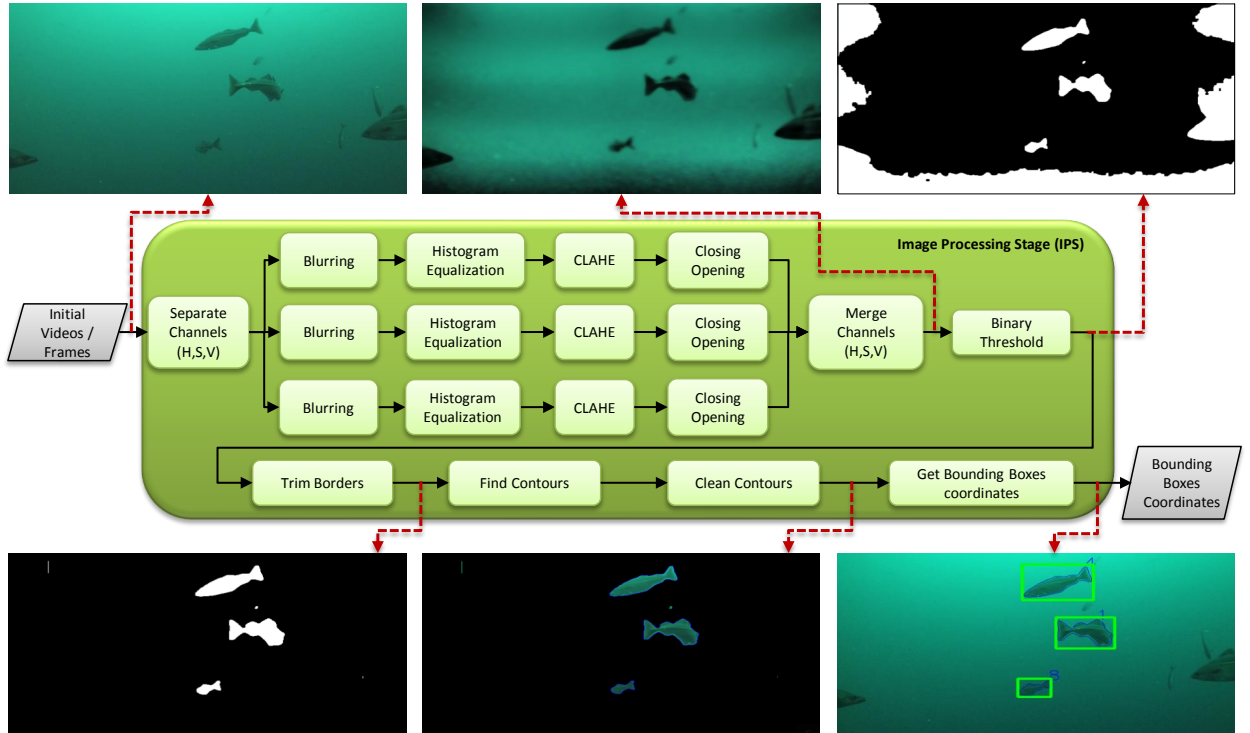 Image Processing Stage (IPS)
Initial
Videos /
Frames
Separate
Channels
(H,S,V)
Blurring
Histogram
Equalization
CLAHE
Closing
Opening
Blurring
Histogram
Equalization
CLAHE
Closing
Opening
Blurring
Histogram
Equalization
CLAHE
Closing
Opening
Merge
Channels
(H,S,V)
Binary
Threshold
Trim Borders
Find Contours
Clean Contours
Get Bounding Boxes
coordinates
Bounding
Boxes
Coordinates
1